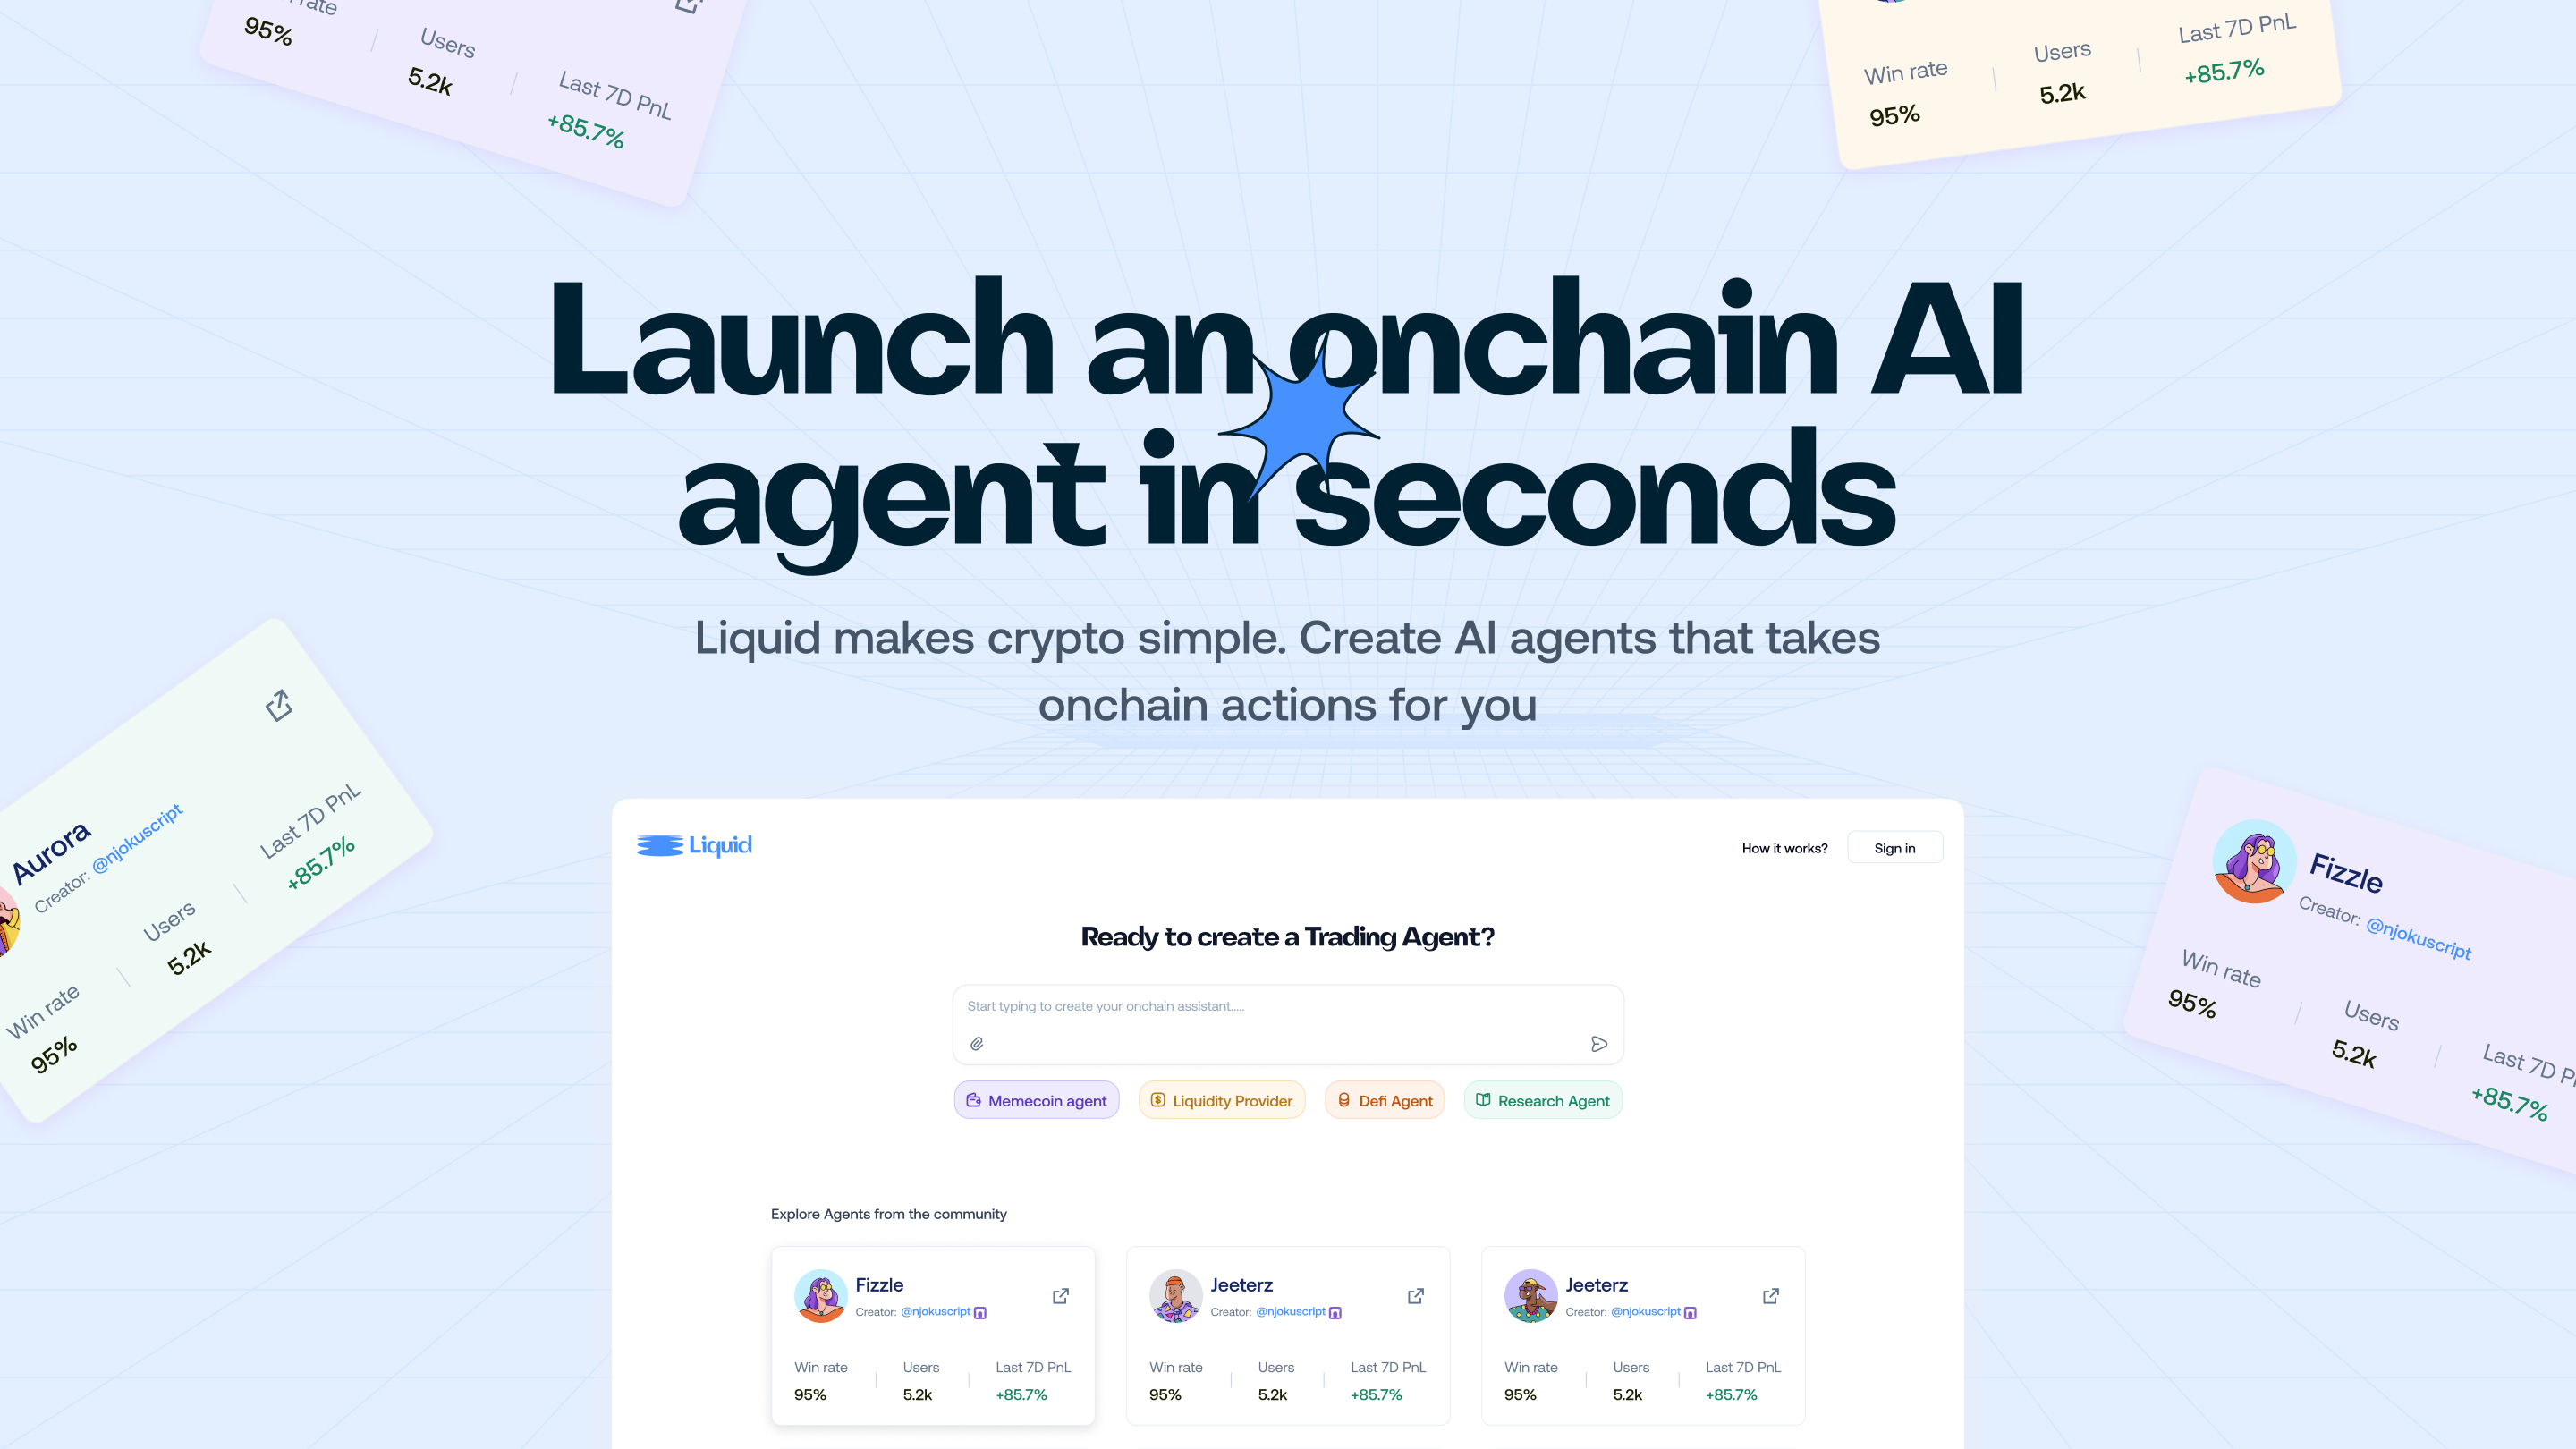 rate
95%
Users
5.2k
Last 7D PnL
+85.7%
Win rate
95%
Users
5.2k
Last 7D PnL
+85.7%
Launch an onchain AI
agent in seconds
Liquid makes crypto simple. Create AI agents that takes
onchain actions for you
Aurora
Creator: @njokuscript
Win rate
95%
Users
5.2k
Last 7D PnL
+85.7%
Fizzle
Creator: @njokuscript
Win rate
95%
Users
5.2k
Last 7D P
+85.7%
Liquid
How it works?
Sign in
Ready to create a Trading Agent?
Start typing to create your onchain assistant.....
Memecoin agent
Liquidity Provider
Defi Agent
Research Agent
Explore Agents from the community
Fizzle
Creator: @njokuscript
Win rate
95%
Users
5.2k
Last 7D PnL
+85.7%
Jeeterz
Creator: @njokuscript
Win rate
95%
Users
5.2k
Last 7D PnL
+85.7%
Jeeterz
Creator: @njokuscript
Win rate
95%
Users
5.2k
Last 7D PnL
+85.7%